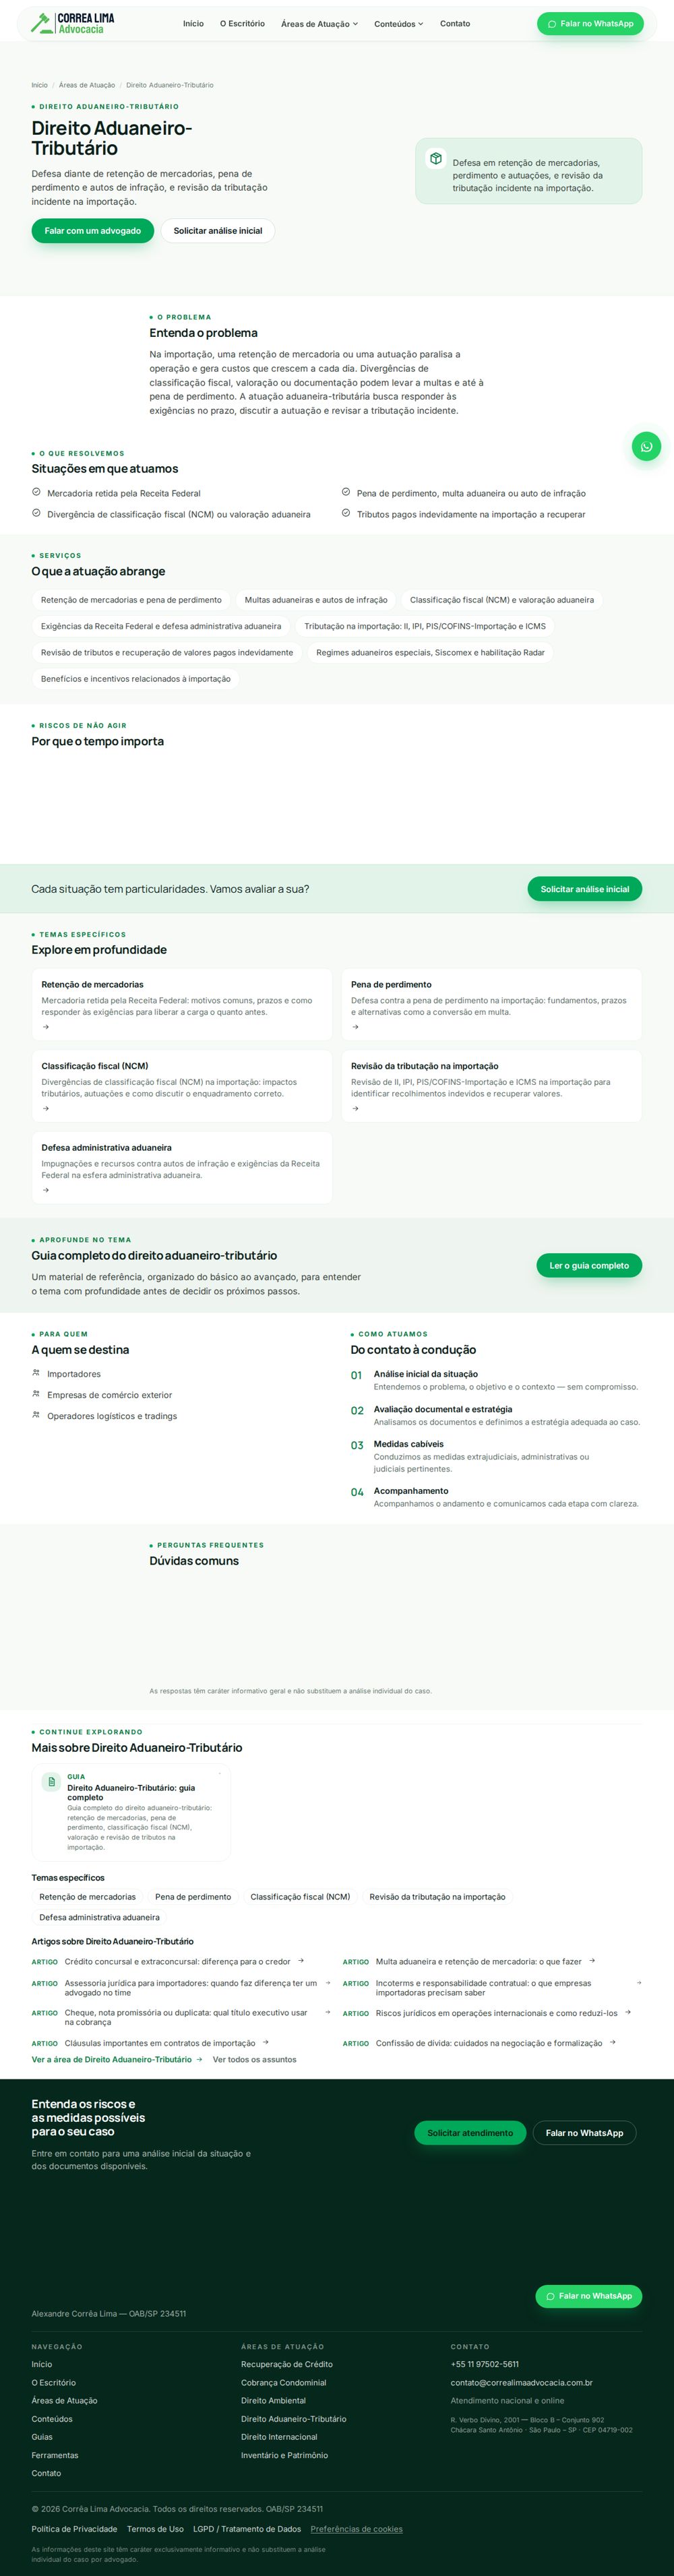 CORRÊA LIMA
Advocacia
Início
O Escritório
Áreas de Atuação
Conteúdos
Contato
Falar no WhatsApp
Início / Áreas de Atuação / Direito Aduaneiro-Tributário
DIREITO ADUANEIRO-TRIBUTÁRIO
Direito Aduaneiro-
Tributário
Defesa diante de retenção de mercadorias, pena de
perdimento e autos de infração, e revisão da tributação
incidente na importação.
Falar com um advogado
Solicitar análise inicial
Defesa em retenção de mercadorias,
perdimento e autuações, e revisão da
tributação incidente na importação.
O PROBLEMA
Entenda o problema
Na importação, uma retenção de mercadoria ou uma autuação paralisa a
operação e gera custos que crescem a cada dia. Divergências de
classificação fiscal, valoração ou documentação podem levar a multas e até à
pena de perdimento. A atuação aduaneira-tributária busca responder às
exigências no prazo, discutir a autuação e revisar a tributação incidente.
O QUE RESOLVEMOS
Situações em que atuamos
Mercadoria retida pela Receita Federal
Pena de perdimento, multa aduaneira ou auto de infração
Divergência de classificação fiscal (NCM) ou valoração aduaneira
Tributos pagos indevidamente na importação a recuperar
SERVIÇOS
O que a atuação abrange
Retenção de mercadorias e pena de perdimento
Multas aduaneiras e autos de infração
Classificação fiscal (NCM) e valoração aduaneira
Exigências da Receita Federal e defesa administrativa aduaneira
Tributação na importação: II, IPI, PIS/COFINS-Importação e ICMS
Revisão de tributos e recuperação de valores pagos indevidamente
Regimes aduaneiros especiais, Siscomex e habilitação Radar
Benefícios e incentivos relacionados à importação
RISCOS DE NÃO AGIR
Por que o tempo importa
Cada situação tem particularidades. Vamos avaliar a sua?
Solicitar análise inicial
TEMAS ESPECÍFICOS
Explore em profundidade
Retenção de mercadorias
Mercadoria retida pela Receita Federal: motivos comuns, prazos e como
responder às exigências para liberar a carga o quanto antes.
→
Pena de perdimento
Defesa contra a pena de perdimento na importação: fundamentos, prazos
e alternativas como a conversão em multa.
→
Classificação fiscal (NCM)
Divergências de classificação fiscal (NCM) na importação: impactos
tributários, autuações e como discutir o enquadramento correto.
→
Revisão da tributação na importação
Revisão de II, IPI, PIS/COFINS-Importação e ICMS na importação para
identificar recolhimentos indevidos e recuperar valores.
→
Defesa administrativa aduaneira
Impugnações e recursos contra autos de infração e exigências da Receita
Federal na esfera administrativa aduaneira.
→
APROFUNDE NO TEMA
Guia completo do direito aduaneiro-tributário
Um material de referência, organizado do básico ao avançado, para entender
o tema com profundidade antes de decidir os próximos passos.
Ler o guia completo
PARA QUEM
A quem se destina
Importadores
Empresas de comércio exterior
Operadores logísticos e tradings
COMO ATUAMOS
Do contato à condução
01
Análise inicial da situação
Entendemos o problema, o objetivo e o contexto — sem compromisso.
02
Avaliação documental e estratégia
Analisamos os documentos e definimos a estratégia adequada ao caso.
03
Medidas cabíveis
Conduzimos as medidas extrajudiciais, administrativas ou
judiciais pertinentes.
04
Acompanhamento
Acompanhamos o andamento e comunicamos cada etapa com clareza.
PERGUNTAS FREQUENTES
Dúvidas comuns
As respostas têm caráter informativo geral e não substituem a análise individual do caso.
CONTINUE EXPLORANDO
Mais sobre Direito Aduaneiro-Tributário
GUIA
Direito Aduaneiro-Tributário: guia
completo
Guia completo do direito aduaneiro-tributário:
retenção de mercadorias, pena de
perdimento, classificação fiscal (NCM),
valoração e revisão de tributos na
importação.
Temas específicos
Retenção de mercadorias
Pena de perdimento
Classificação fiscal (NCM)
Revisão da tributação na importação
Defesa administrativa aduaneira
Artigos sobre Direito Aduaneiro-Tributário
ARTIGO Crédito concursal e extraconcursal: diferença para o credor →
ARTIGO Multa aduaneira e retenção de mercadoria: o que fazer →
ARTIGO Assessoria jurídica para importadores: quando faz diferença ter um →
advogado no time
ARTIGO Incoterms e responsabilidade contratual: o que empresas →
importadoras precisam saber
ARTIGO Cheque, nota promissória ou duplicata: qual título executivo usar →
na cobrança
ARTIGO Riscos jurídicos em operações internacionais e como reduzi-los →
ARTIGO Cláusulas importantes em contratos de importação →
ARTIGO Confissão de dívida: cuidados na negociação e formalização →
Ver a área de Direito Aduaneiro-Tributário →
Ver todos os assuntos
Entenda os riscos e
as medidas possíveis
para o seu caso
Entre em contato para uma análise inicial da situação e
dos documentos disponíveis.
Solicitar atendimento
Falar no WhatsApp
Falar no WhatsApp
Alexandre Corrêa Lima — OAB/SP 234511
NAVEGAÇÃO
Início
O Escritório
Áreas de Atuação
Conteúdos
Guias
Ferramentas
Contato
ÁREAS DE ATUAÇÃO
Recuperação de Crédito
Cobrança Condominial
Direito Ambiental
Direito Aduaneiro-Tributário
Direito Internacional
Inventário e Patrimônio
CONTATO
+55 11 97502-5611
contato@correalimaadvocacia.com.br
Atendimento nacional e online
R. Verbo Divino, 2001 — Bloco B – Conjunto 902
Chácara Santo Antônio · São Paulo – SP · CEP 04719-002
© 2026 Corrêa Lima Advocacia. Todos os direitos reservados. OAB/SP 234511
Política de Privacidade
Termos de Uso
LGPD / Tratamento de Dados
Preferências de cookies
As informações deste site têm caráter exclusivamente informativo e não substituem a análise
individual do caso por advogado.